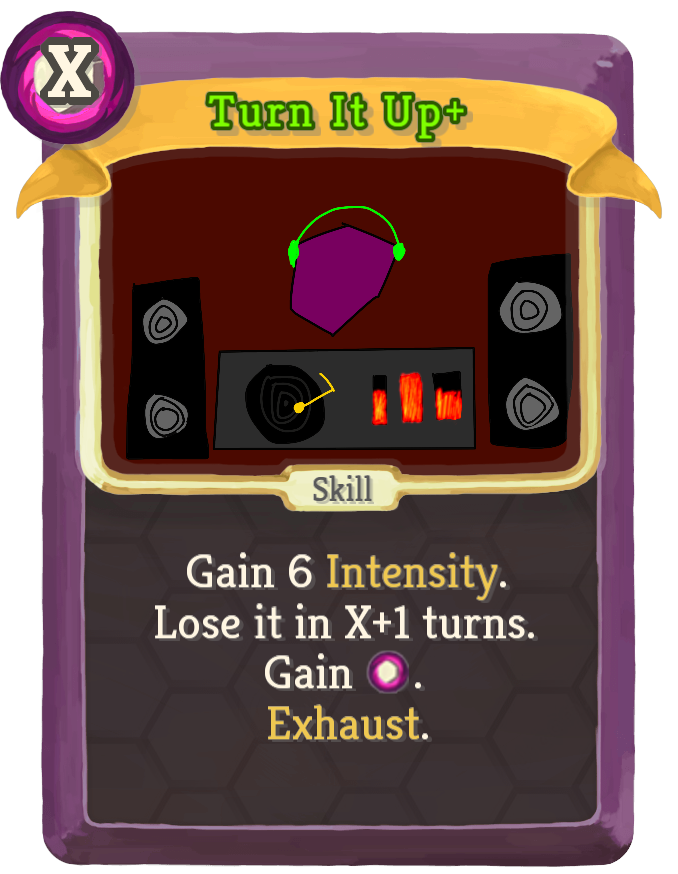 X
Turn It Up+
Skill
Gain 6 Intensity.
Lose it in X+1 turns.
Gain .
Exhaust.